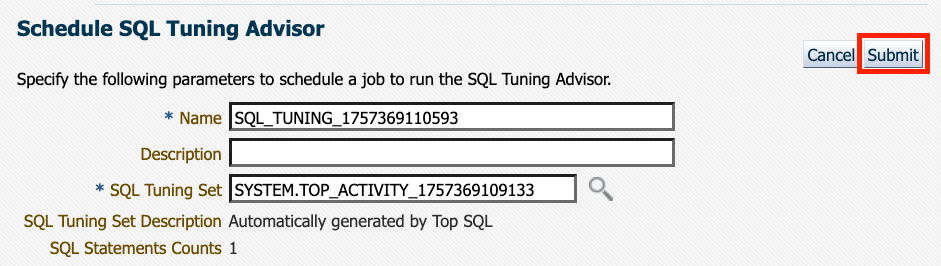 Schedule SQL Tuning Advisor
Cancel Submit
Specify the following parameters to schedule a job to run the SQL Tuning Advisor.
* Name SQL_TUNING_1757369110593
Description
* SQL Tuning Set SYSTEM.TOP_ACTIVITY_1757369109133
SQL Tuning Set Description Automatically generated by Top SQL
SQL Statements Counts 1